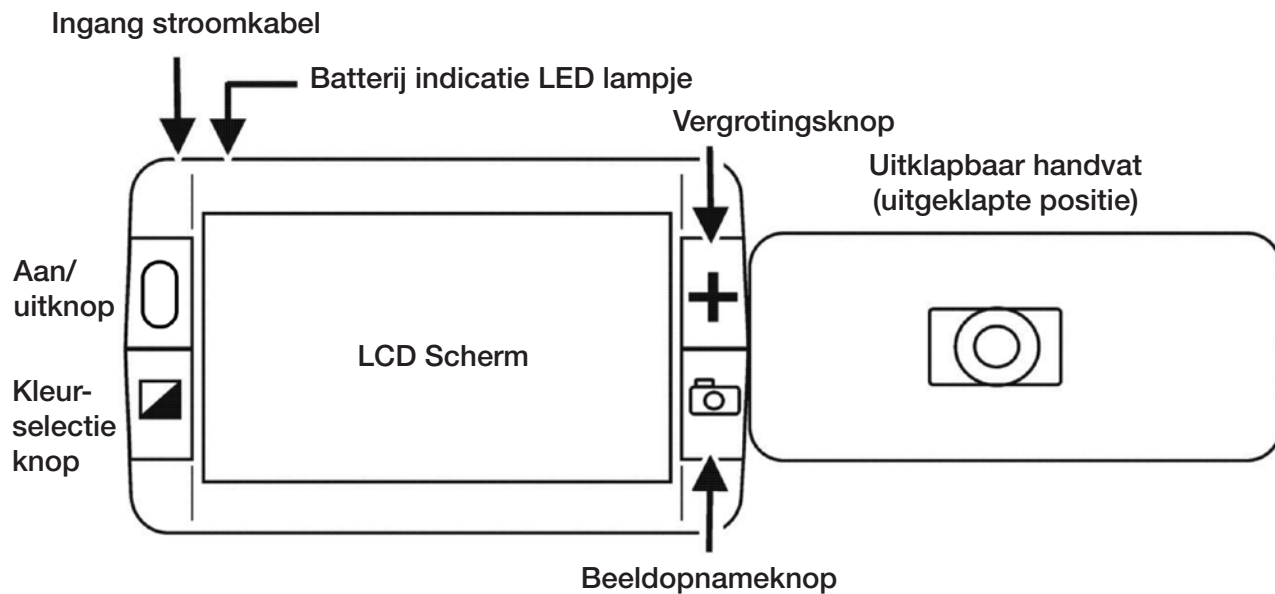 Ingang stroomkabel
Batterij indicatie LED lampje
Vergrotingsknop
Uitklapbaar handvat
(uitgeklapte positie)
Aan/
uitknop
LCD Scherm
Kleur-
selectie
knop
Beeldopnameknop